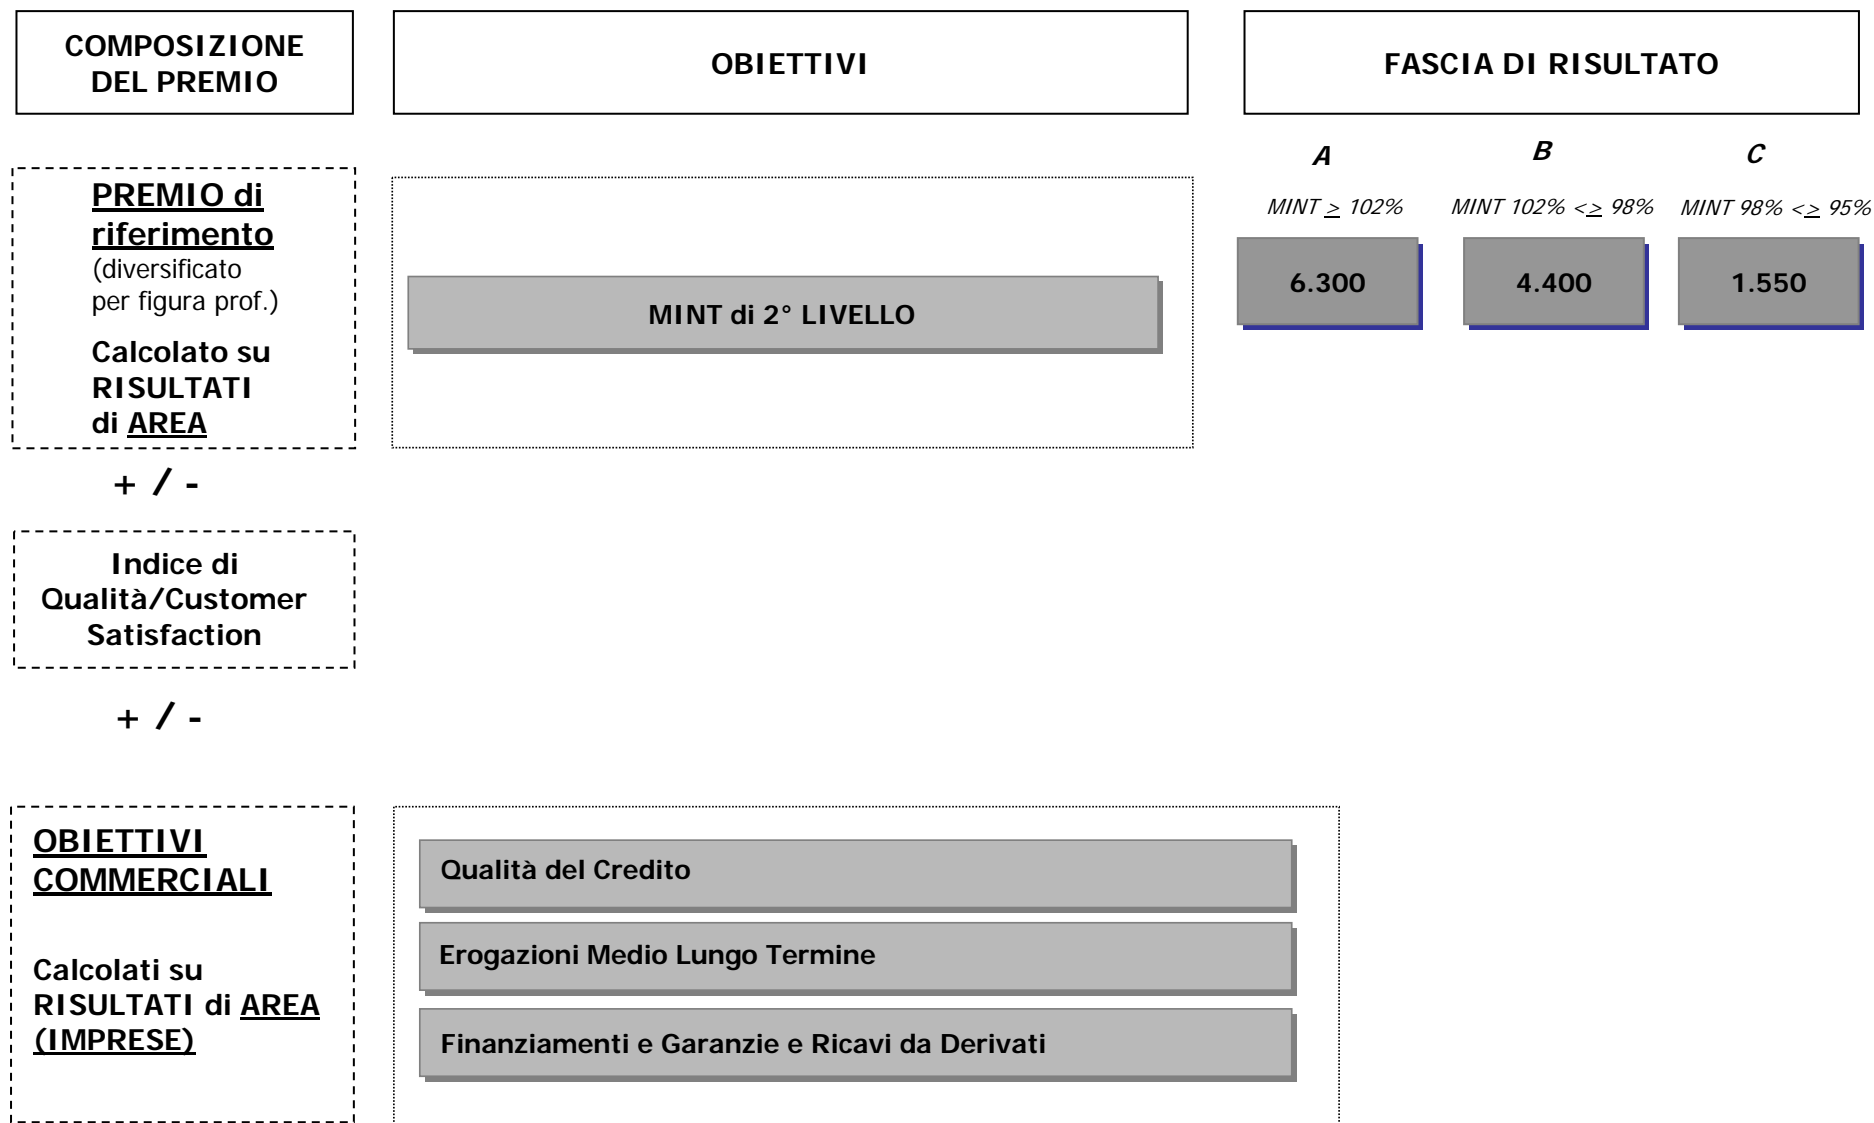 COMPOSIZIONE
DEL PREMIO
OBIETTIVI
FASCIA DI RISULTATO
A
B
C
MINT ≥ 102%
MINT 102% <≥ 98%
MINT 98% <≥ 95%
6.300
4.400
1.550
PREMIO di
riferimento
(diversificato
per figura prof.)
Calcolato su
RISULTATI
di AREA
MINT di 2° LIVELLO
+ / -
Indice di
Qualità/Customer
Satisfaction
+ / -
OBIETTIVI
COMMERCIALI
Calcolati su
RISULTATI di AREA
(IMPRESE)
Qualità del Credito
Erogazioni Medio Lungo Termine
Finanziamenti e Garanzie e Ricavi da Derivati